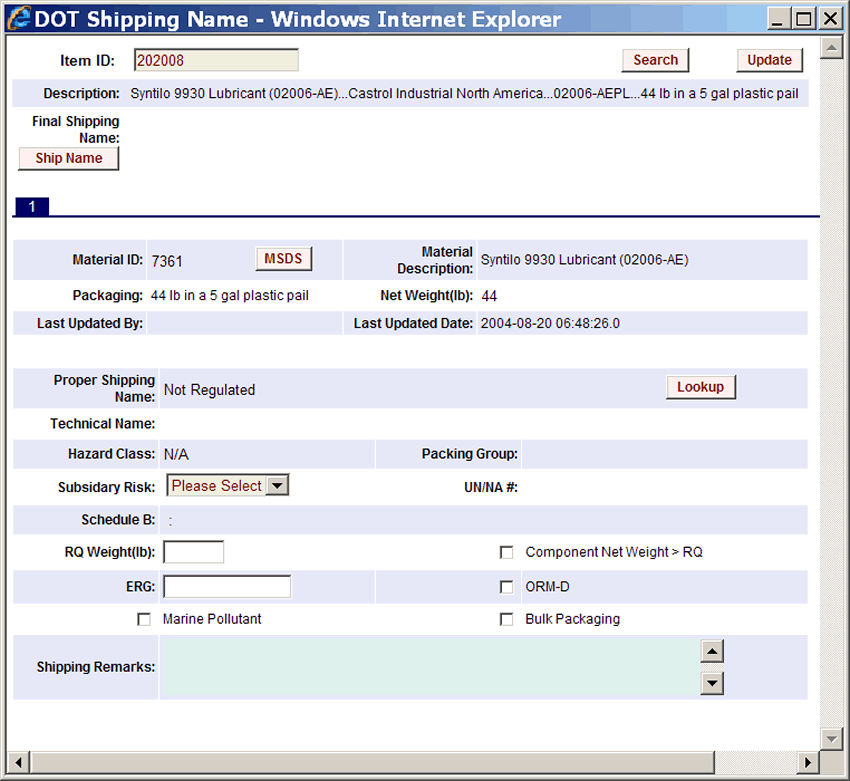 DOT Shipping Name - Windows Internet Explorer
Item ID: 202008 Search Update
Description: Syntilo 9930 Lubricant (02006-AE)...Castrol Industrial North America...02006-AEPL...44 lb in a 5 gal plastic pail
Final Shipping
Name:
Ship Name
1
Material ID: 7361 MSDS Material
Description: Syntilo 9930 Lubricant (02006-AE)
Packaging: 44 lb in a 5 gal plastic pail Net Weight(lb): 44
Last Updated By: Last Updated Date: 2004-08-20 06:48:26.0
Proper Shipping
Name: Not Regulated Lookup
Technical Name:
Hazard Class: N/A Packing Group:
Subsidary Risk: Please Select UN/NA #:
Schedule B: :
RQ Weight(lb): Component Net Weight > RQ
ERG: ORM-D
Marine Pollutant Bulk Packaging
Shipping Remarks: